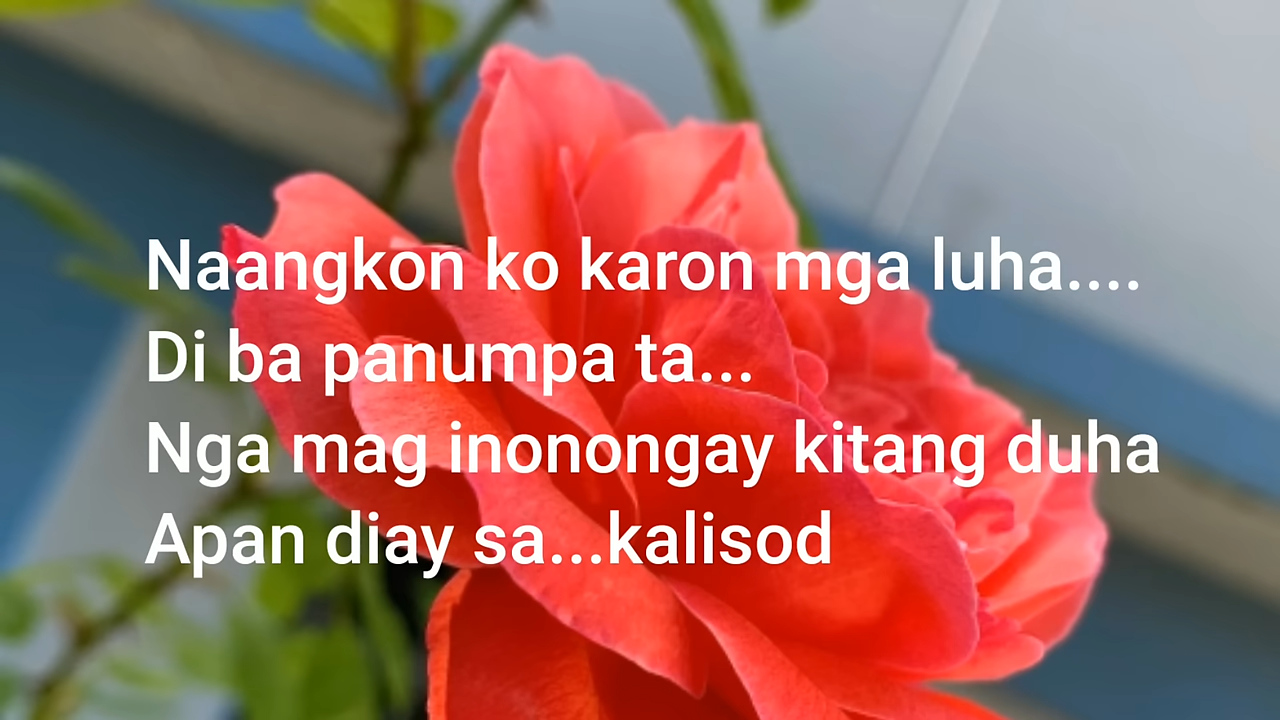 Naangkon ko karon mga luha....
Di ba panumpa ta...
Nga mag inonongay kitang duha
Apan diay sa...kalisod